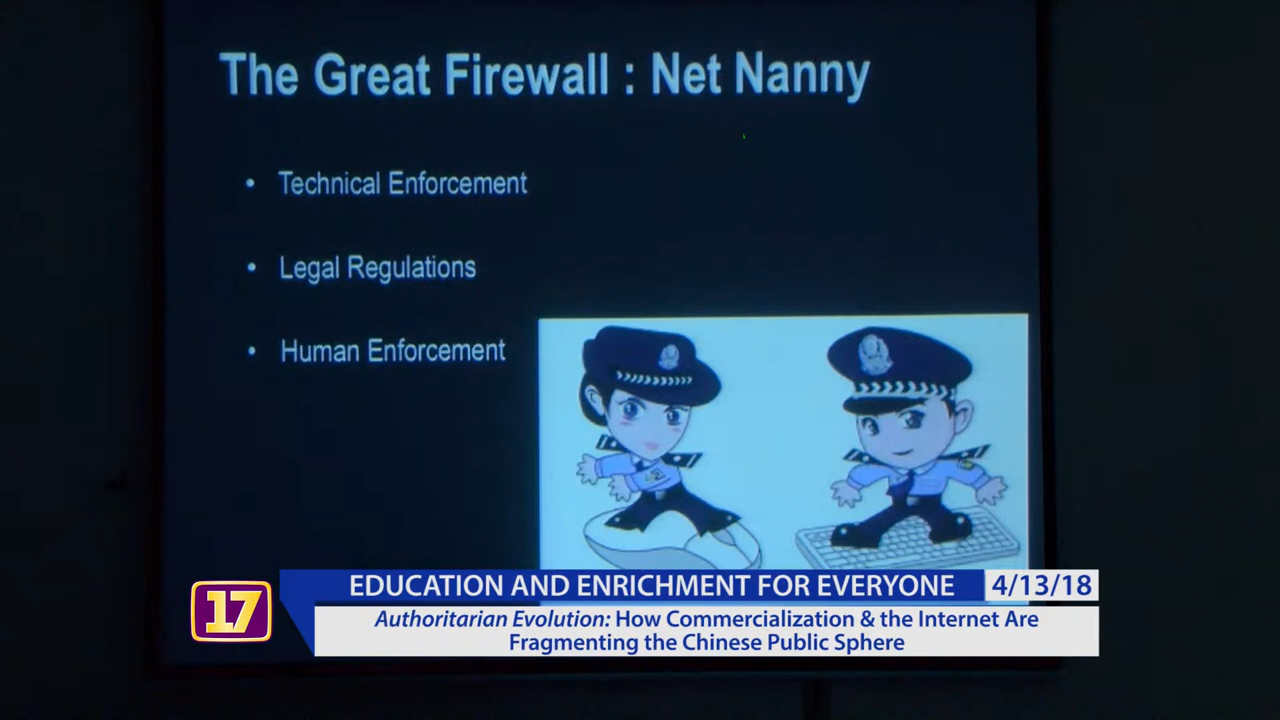 The Great Firewall : Net Nanny
• Technical Enforcement
• Legal Regulations
• Human Enforcement
17
EDUCATION AND ENRICHMENT FOR EVERYONE
4/13/18
Authoritarian Evolution: How Commercialization & the Internet Are
Fragmenting the Chinese Public Sphere